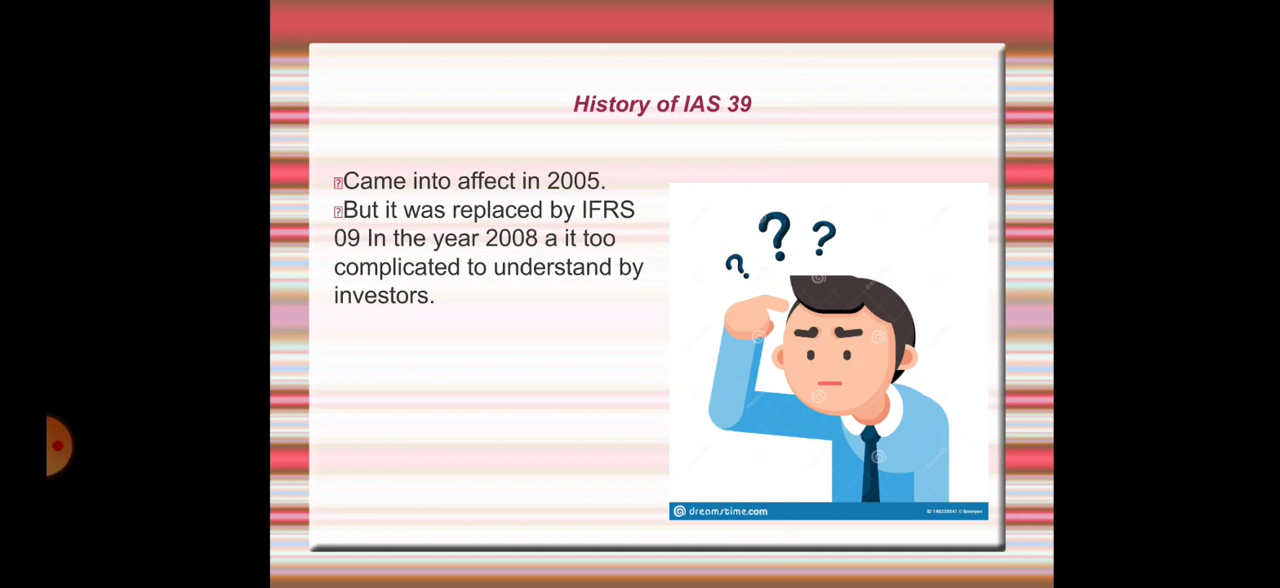 History of IAS 39
Came into affect in 2005.
But it was replaced by IFRS
09 In the year 2008 a it too
complicated to understand by
investors.
? ? ?
dreamstime.com